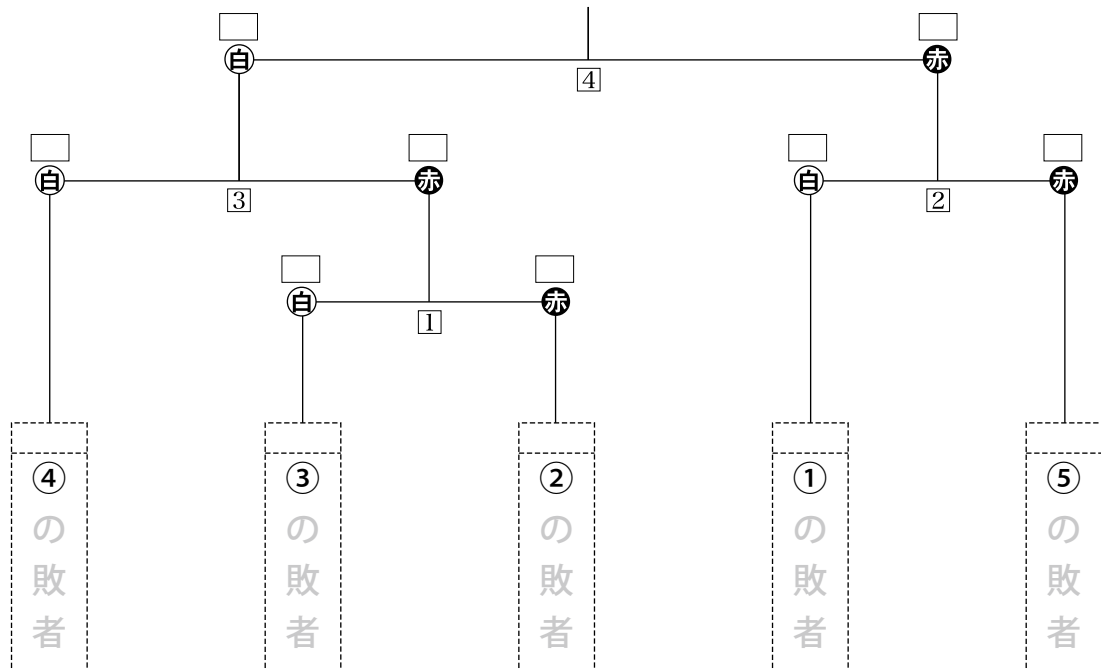 白 赤
4
白 赤 白 赤
3 2
白 赤
1
④の敗者
③の敗者
②の敗者
①の敗者
⑤の敗者